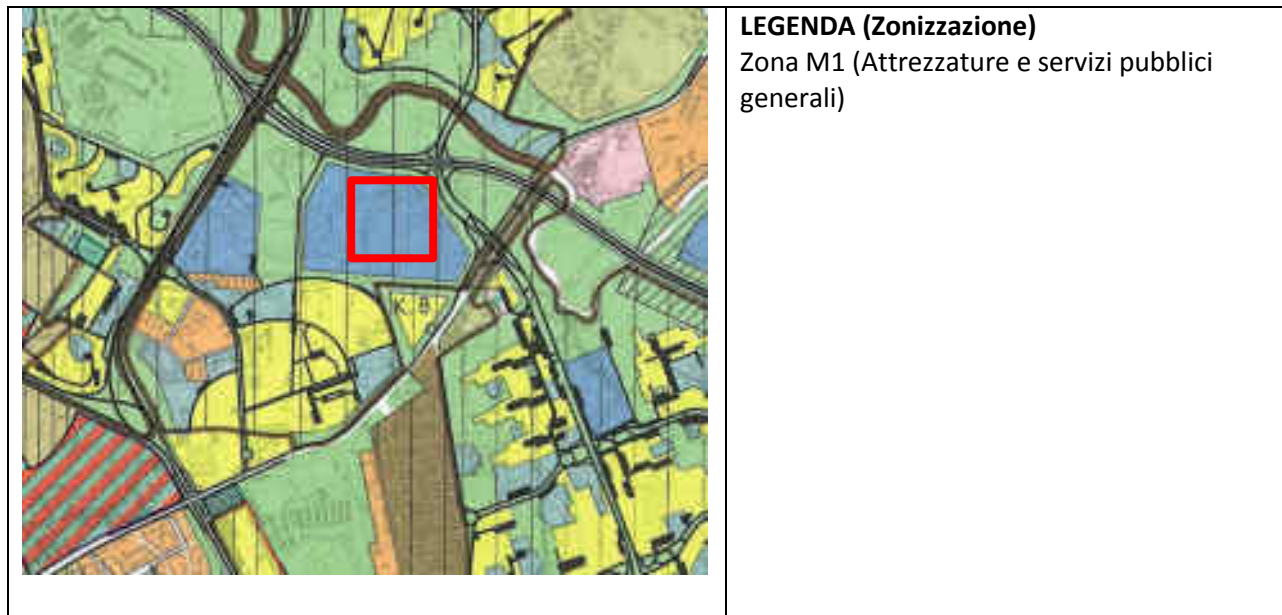 LEGENDA (Zonizzazione)
Zona M1 (Attrezzature e servizi pubblici
generali)